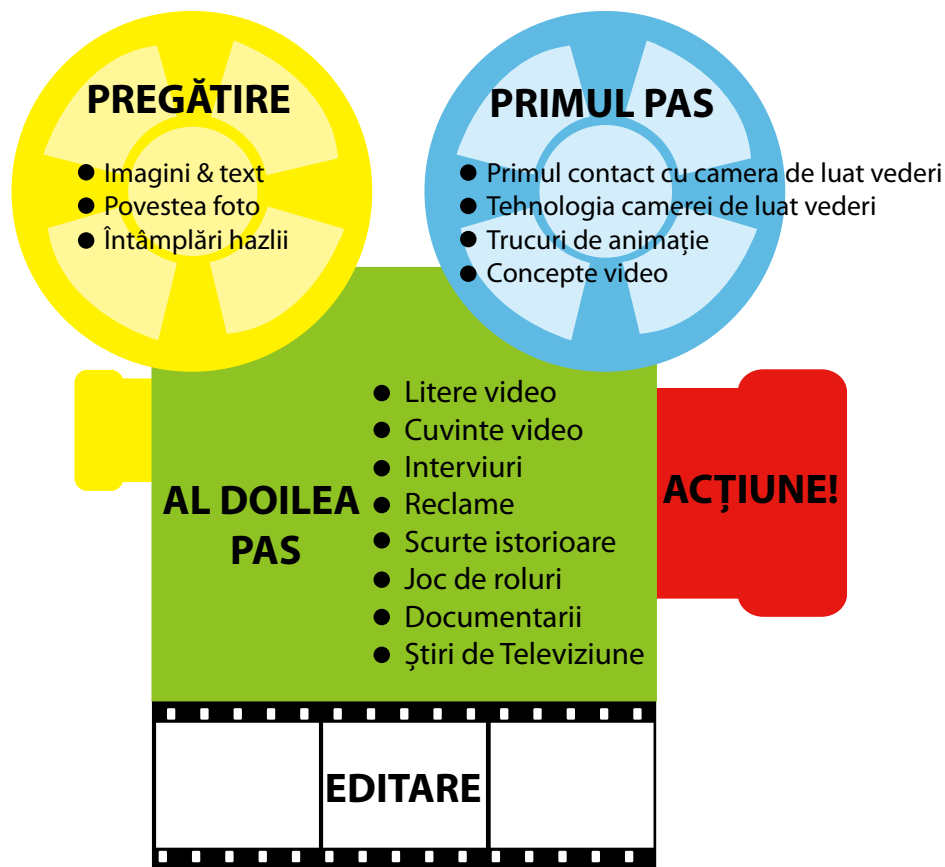 PREGĂTIRE
● Imagini & text
● Povestea foto
● Întâmplări hazlii
PRIMUL PAS
● Primul contact cu camera de luat vederi
● Tehnologia camerei de luat vederi
● Trucuri de animație
● Concepte video
AL DOILEA
PAS
● Litere video
● Cuvinte video
● Interviuri
● Reclame
● Scurte istorioare
● Joc de roluri
● Documentarii
● Știri de Televiziune
ACȚIUNE!
EDITARE